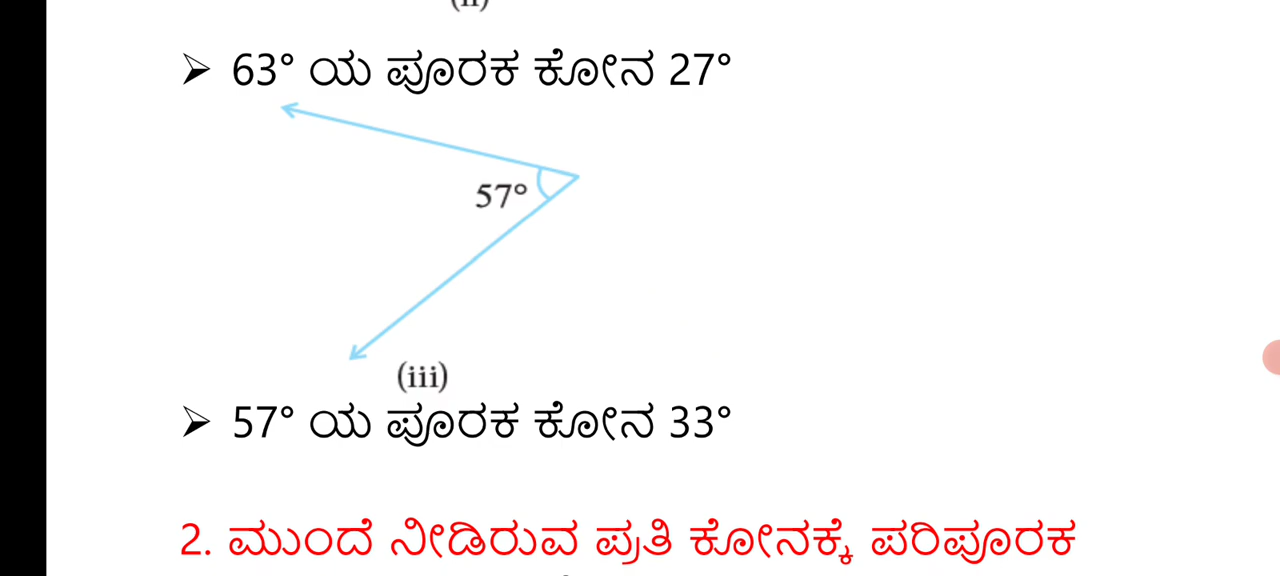 (ii)
➢ 63° ಯ ಪೂರಕ ಕೋನ 27°
57°
(iii)
➢ 57° ಯ ಪೂರಕ ಕೋನ 33°
2. ಮುಂದೆ ನೀಡಿರುವ ಪ್ರತಿ ಕೋನಕ್ಕೆ ಪರಿಪೂರಕ